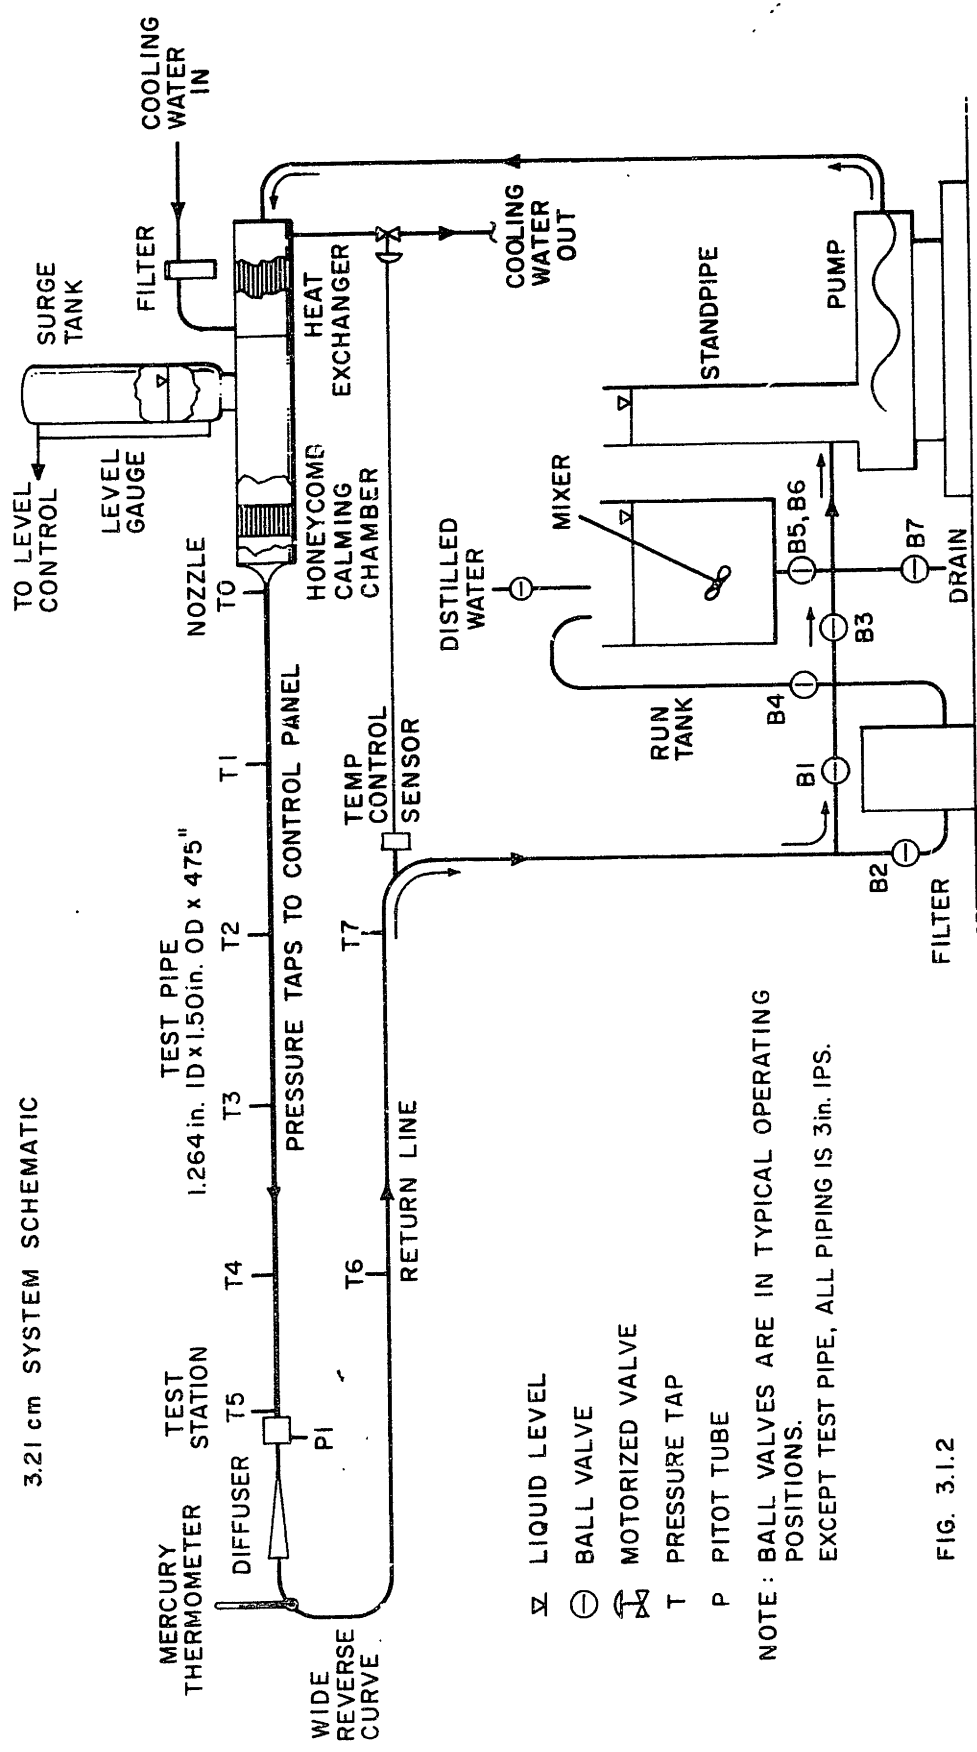 3.21 cm SYSTEM SCHEMATIC
MERCURY
THERMOMETER
DIFFUSER
TEST
STATION
T5
P1
T4
T3
TEST PIPE
1.264in. ID x 1.50in. OD x 475"
T2
T1
T0
NOZZLE
TO LEVEL
CONTROL
LEVEL
GAUGE
SURGE
TANK
FILTER
COOLING
WATER
IN
PRESSURE TAPS TO CONTROL PANEL
HONEYCOMB
CALMING
CHAMBER
HEAT
EXCHANGER
COOLING
WATER
OUT
WIDE
REVERSE
CURVE
T6
RETURN LINE
T7
TEMP
CONTROL
SENSOR
DISTILLED
WATER
MIXER
STANDPIPE
PUMP
RUN
TANK
B4
B1
B3
B5, B6
B7
DRAIN
B2
FILTER
LIQUID LEVEL
BALL VALVE
MOTORIZED VALVE
T PRESSURE TAP
P PITOT TUBE
NOTE: BALL VALVES ARE IN TYPICAL OPERATING
POSITIONS.
EXCEPT TEST PIPE, ALL PIPING IS 3in. IPS.
FIG. 3.1.2